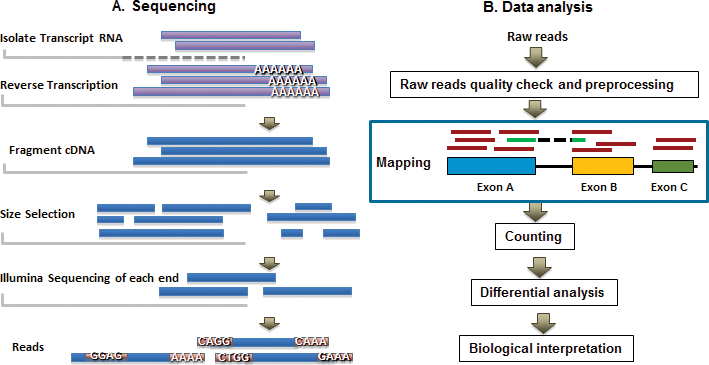 A. Sequencing
Isolate Transcript RNA
Reverse Transcription
AAAAAA
AAAAAA
AAAAAA
Fragment cDNA
Size Selection
Illumina Sequencing of each end
Reads
CAGG
CAAA
GGAG
AAAA
CTGG
GAAA
B. Data analysis
Raw reads
Raw reads quality check and preprocessing
Mapping
Exon A
Exon B
Exon C
Counting
Differential analysis
Biological interpretation